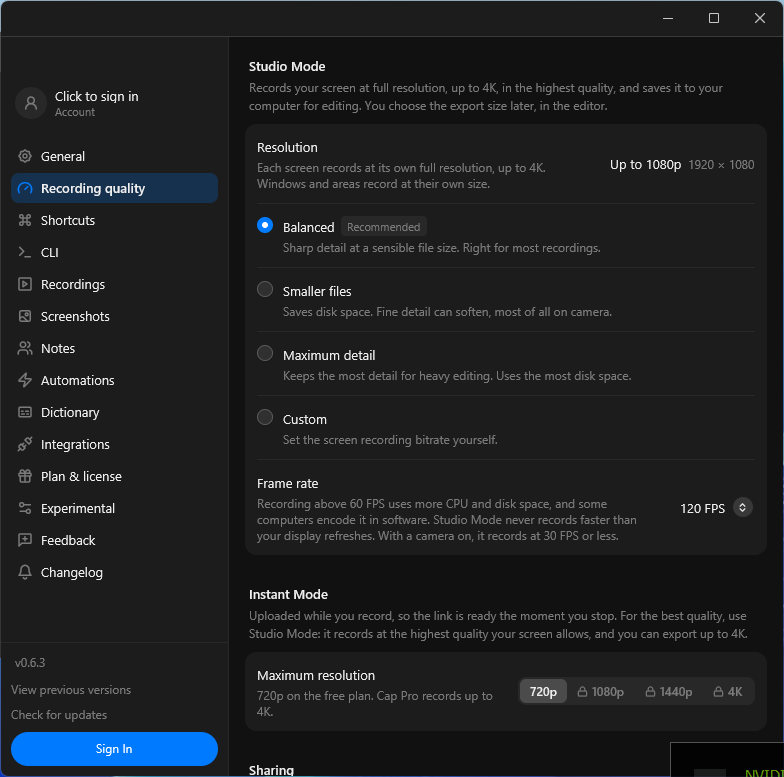 Click to sign in
Account
General
Recording quality
Shortcuts
CLI
Recordings
Screenshots
Notes
Automations
Dictionary
Integrations
Plan & license
Experimental
Feedback
Changelog
v0.6.3
View previous versions
Check for updates
Sign In
Studio Mode
Records your screen at full resolution, up to 4K, in the highest quality, and saves it to your
computer for editing. You choose the export size later, in the editor.
Resolution
Each screen records at its own full resolution, up to 4K.
Windows and areas record at their own size.
Up to 1080p 1920 × 1080
Balanced Recommended
Sharp detail at a sensible file size. Right for most recordings.
Smaller files
Saves disk space. Fine detail can soften, most of all on camera.
Maximum detail
Keeps the most detail for heavy editing. Uses the most disk space.
Custom
Set the screen recording bitrate yourself.
Frame rate
Recording above 60 FPS uses more CPU and disk space, and some
computers encode it in software. Studio Mode never records faster than
your display refreshes. With a camera on, it records at 30 FPS or less.
120 FPS
Instant Mode
Uploaded while you record, so the link is ready the moment you stop. For the best quality, use
Studio Mode: it records at the highest quality your screen allows, and you can export up to 4K.
Maximum resolution
720p on the free plan. Cap Pro records up to
4K.
720p 1080p 1440p 4K
Sharing